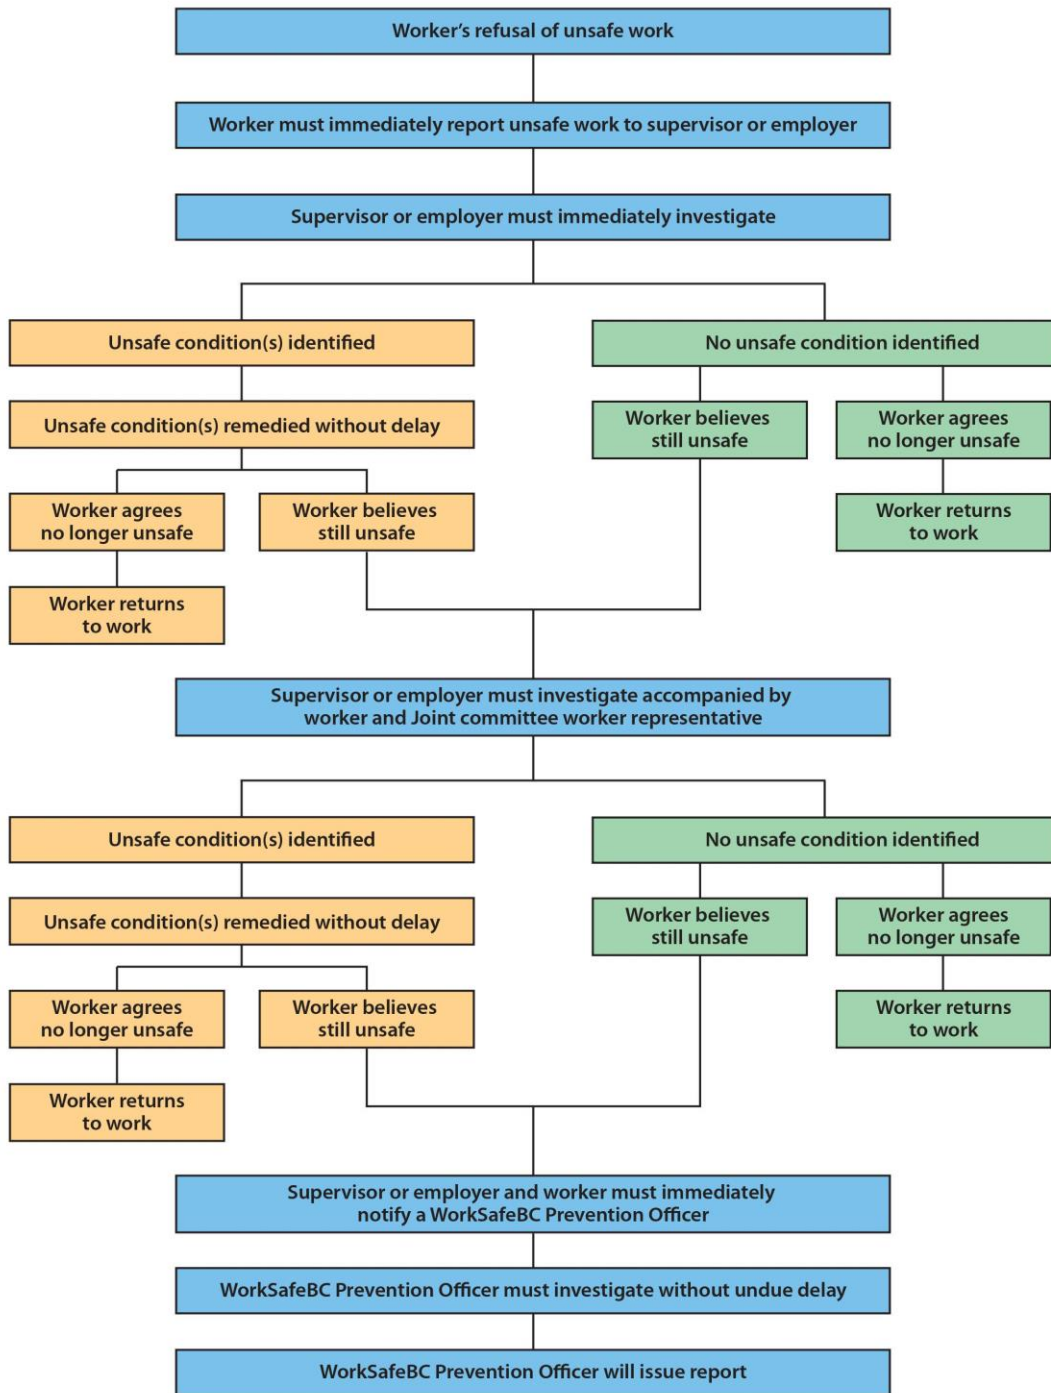 Worker's refusal of unsafe work
Worker must immediately report unsafe work to supervisor or employer
Supervisor or employer must immediately investigate
Unsafe condition(s) identified
Unsafe condition(s) remedied without delay
Worker agrees
no longer unsafe
Worker believes
still unsafe
Worker returns
to work
No unsafe condition identified
Worker believes
still unsafe
Worker agrees
no longer unsafe
Worker returns
to work
Supervisor or employer must investigate accompanied by
worker and Joint committee worker representative
Unsafe condition(s) identified
Unsafe condition(s) remedied without delay
Worker agrees
no longer unsafe
Worker believes
still unsafe
Worker returns
to work
No unsafe condition identified
Worker believes
still unsafe
Worker agrees
no longer unsafe
Worker returns
to work
Supervisor or employer and worker must immediately
notify a WorkSafeBC Prevention Officer
WorkSafeBC Prevention Officer must investigate without undue delay
WorkSafeBC Prevention Officer will issue report